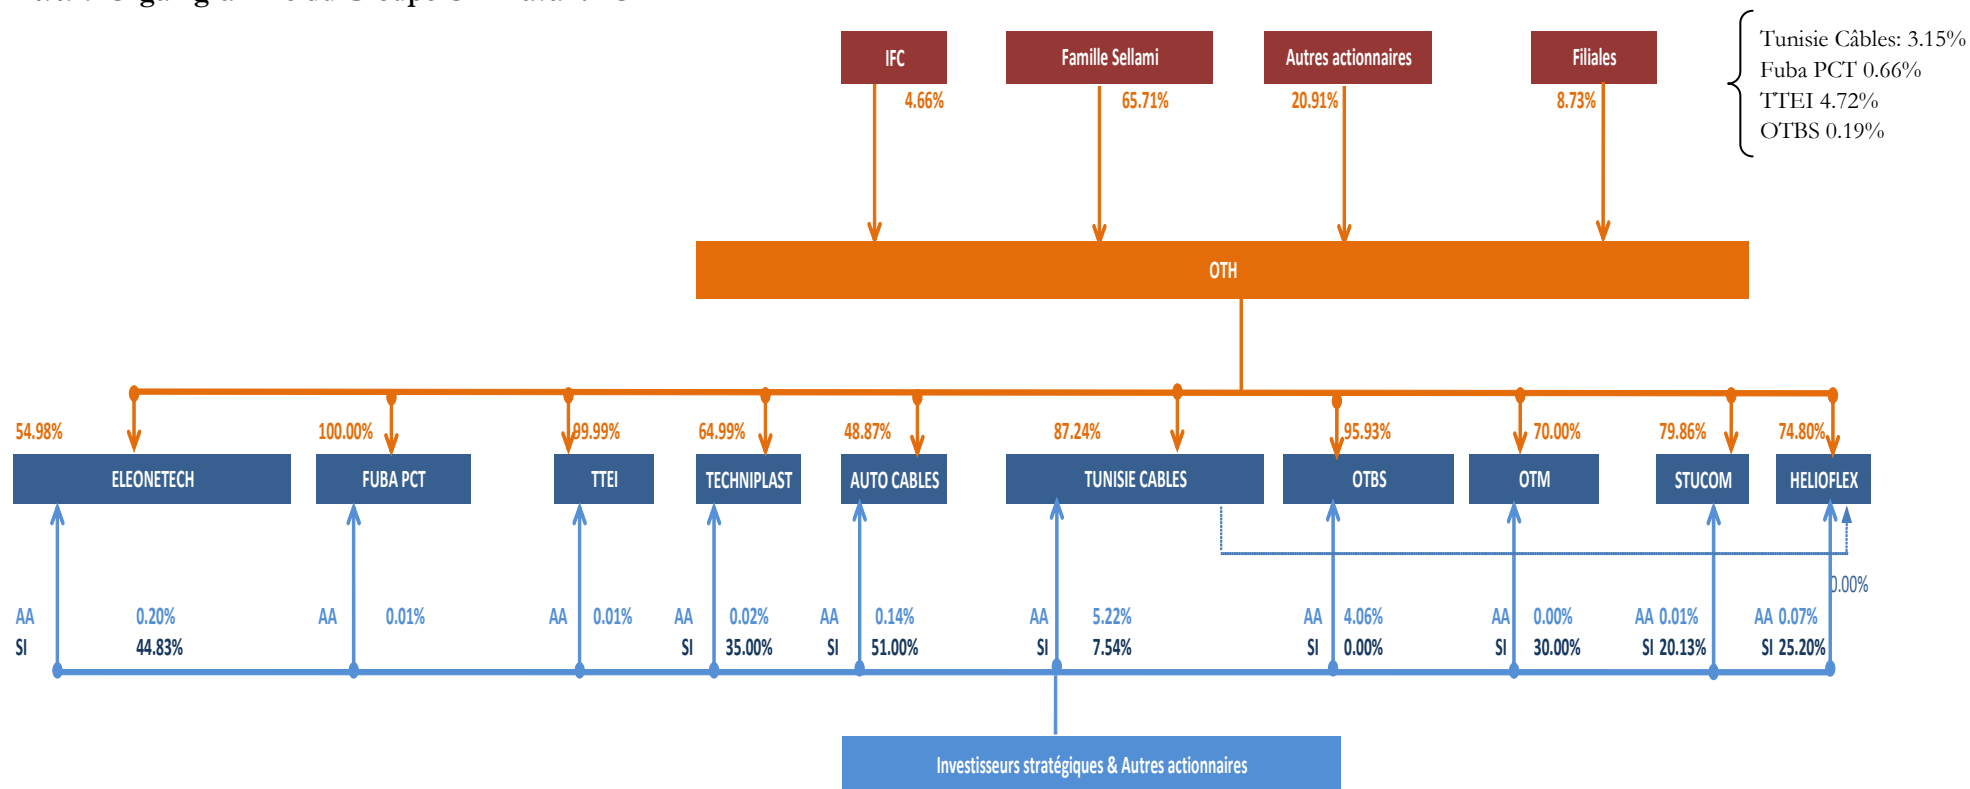 IFC
Famille Sellami
Autres actionnaires
Filiales
Tunisie Câbles: 3.15%
Fuba PCT 0.66%
TTEI 4.72%
OTBS 0.19%
4.66%
65.71%
20.91%
8.73%
OTH
54.98%
100.00%
99.99%
64.99%
48.87%
87.24%
95.93%
70.00%
79.86%
74.80%
ELEONETECH
FUBA PCT
TTEI
TECHNIPLAST
AUTO CABLES
TUNISIE CABLES
OTBS
OTM
STUCOM
HELIOFLEX
0.00%
AA 0.20%
AA 0.01%
AA 0.01%
AA 0.02%
AA 0.14%
AA 5.22%
AA 4.06%
AA 0.00%
AA 0.01%
AA 0.07%
SI 44.83%
SI 35.00%
SI 51.00%
SI 7.54%
SI 0.00%
SI 30.00%
SI 20.13%
SI 25.20%
Investisseurs stratégiques & Autres actionnaires